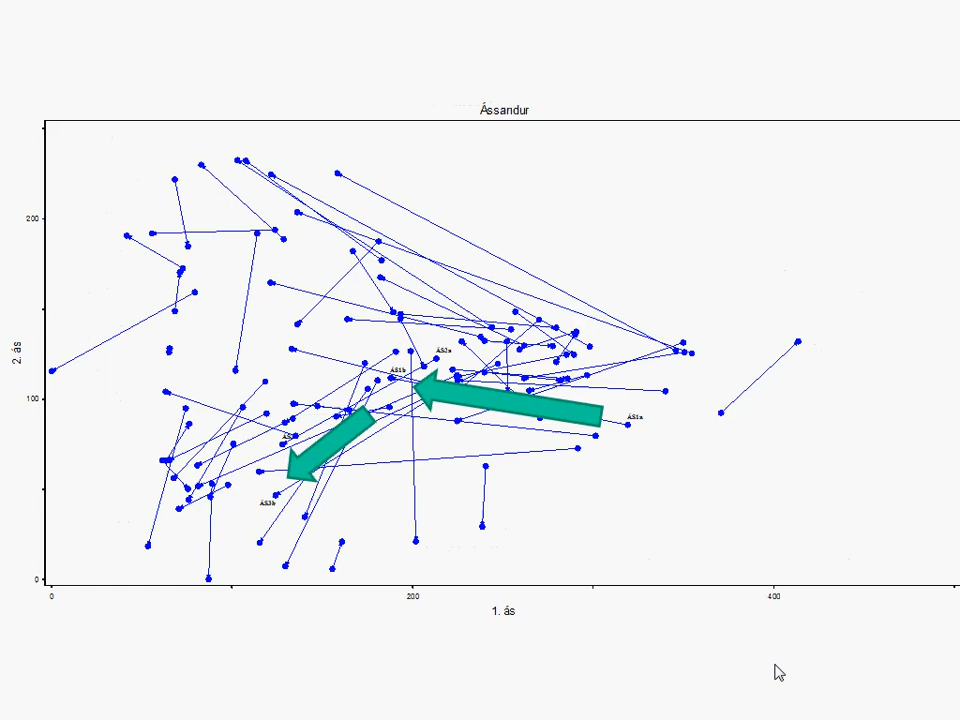 Ássandur
2. ás
200
100
0
ÁS2a
ÁS1b
ÁS1a
ÁS3b
0
200
400
1. ás